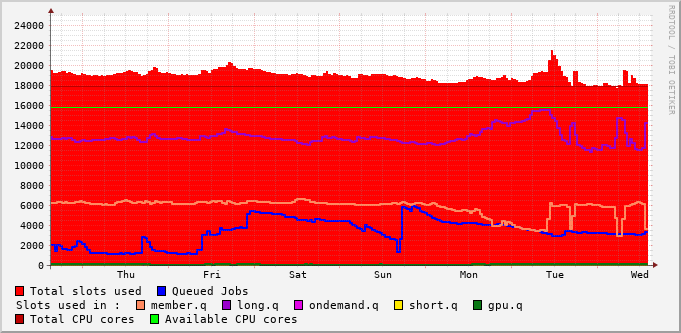 24000
22000
20000
18000
16000
14000
12000
10000
8000
6000
4000
2000
0
Thu Fri Sat Sun Mon Tue Wed
RRDTOOL / TOBI OETIKER
Total slots used Queued Jobs
Slots used in : member.q long.q ondemand.q short.q gpu.q
Total CPU cores Available CPU cores